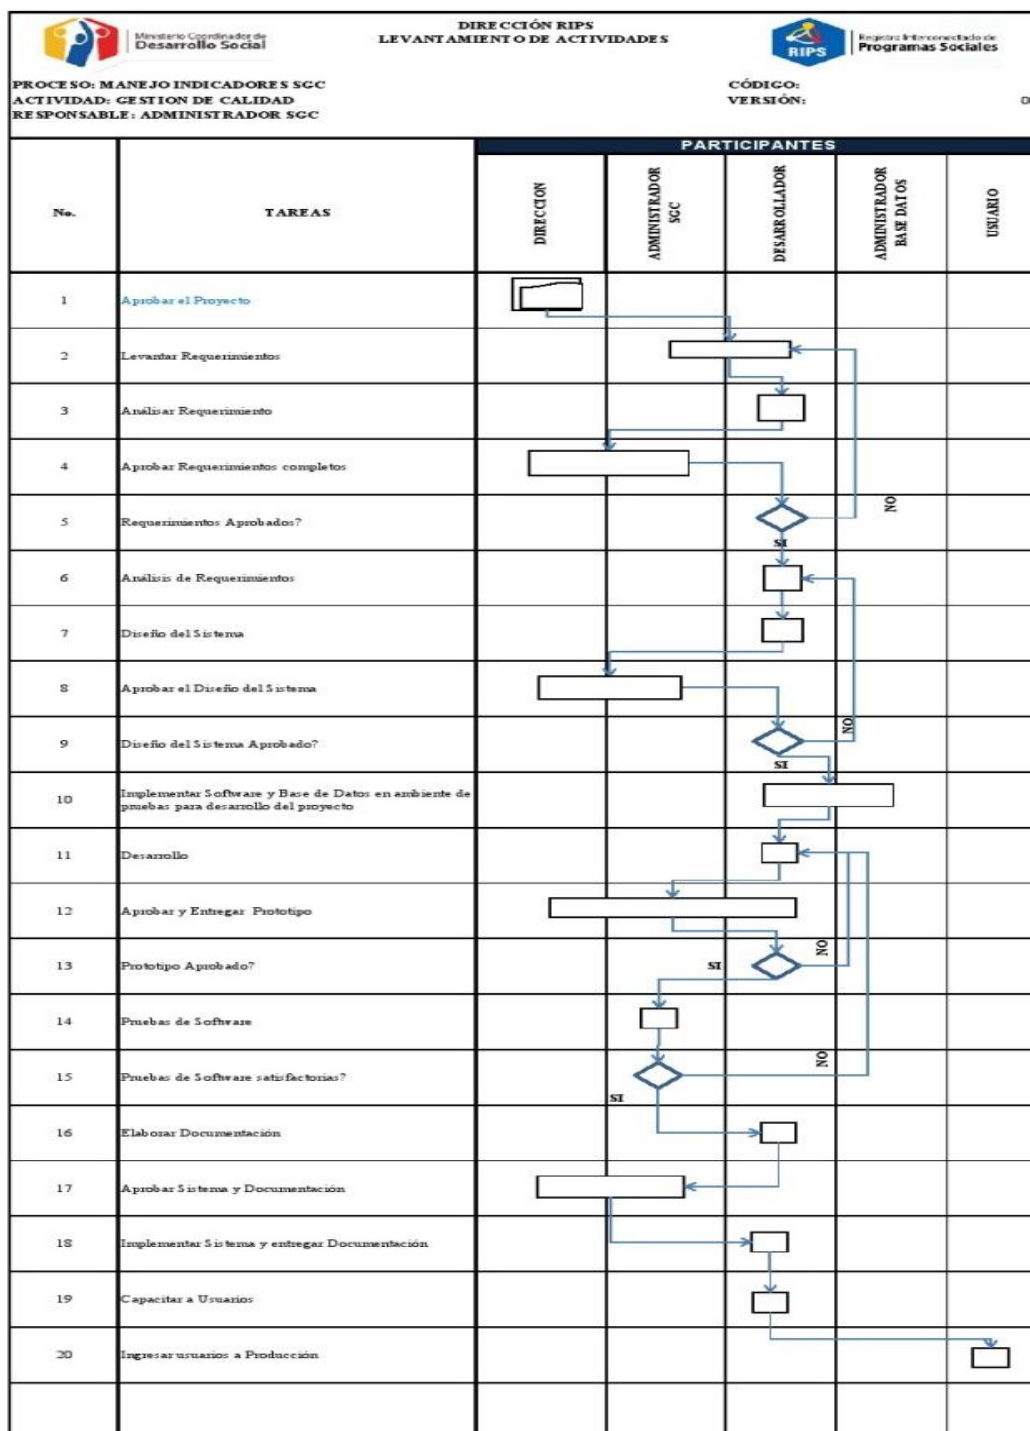 Ministerio Coordinador de
Desarrollo Social
DIRECCIÓN RIPS
LEVANTAMIENTO DE ACTIVIDADES
RIPS
Registro Interconectado de
Programas Sociales
PROCESO: MANEJO INDICADORES SGC
ACTIVIDAD: GESTION DE CALIDAD
RESPONSABLE: ADMINISTRADOR SGC
CÓDIGO:
VERSIÓN: 0
PARTICIPANTES
No. TAREAS
DIRECCION
ADMINISTRADOR
SGC
DESARROLLADOR
ADMINISTRADOR
BASE DATOS
USUARIO
1 Aprobar el Proyecto
2 Levantar Requerimientos
3 Análisar Requerimiento
4 Aprobar Requerimientos completos
5 Requerimientos Aprobados?
NO
SI
6 Análisis de Requerimientos
7 Diseño del Sistema
8 Aprobar el Diseño del Sistema
9 Diseño del Sistema Aprobado?
NO
SI
10 Implementar Software y Base de Datos en ambiente de
pruebas para desarrollo del proyecto
11 Desarrollo
12 Aprobar y Entregar Prototipo
13 Prototipo Aprobado?
SI
NO
14 Pruebas de Software
15 Pruebas de Software satisfactorias?
NO
SI
16 Elaborar Documentación
17 Aprobar Sistema y Documentación
18 Implementar Sistema y entregar Documentación
19 Capacitar a Usuarios
20 Ingresar usuarios a Producción